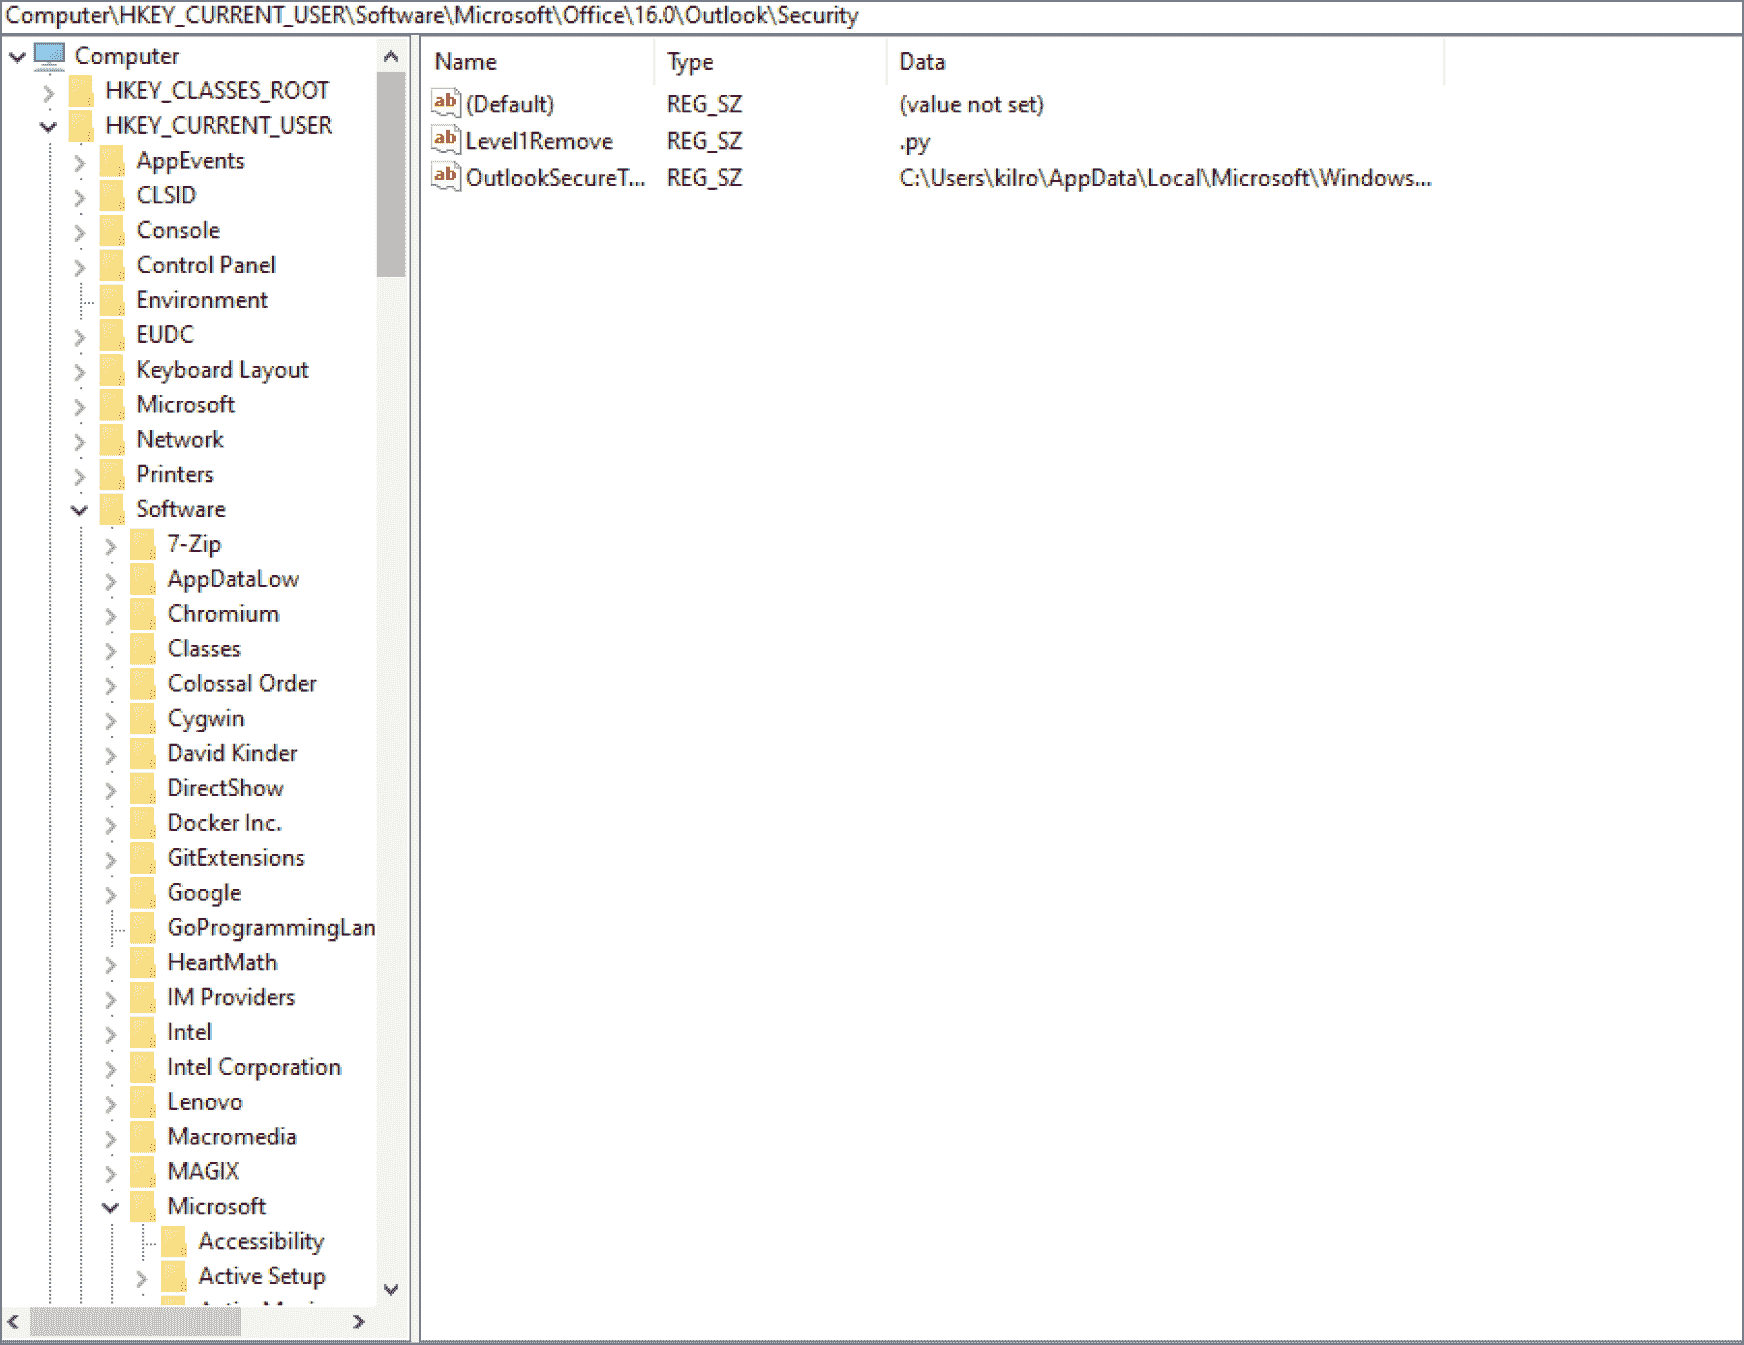 Computer\HKEY_CURRENT_USER\Software\Microsoft\Office\16.0\Outlook\Security
Computer
HKEY_CLASSES_ROOT
HKEY_CURRENT_USER
AppEvents
CLSID
Console
Control Panel
Environment
EUDC
Keyboard Layout
Microsoft
Network
Printers
Software
7-Zip
AppDataLow
Chromium
Classes
Colossal Order
Cygwin
David Kinder
DirectShow
Docker Inc.
GitExtensions
Google
GoProgrammingLan
HeartMath
IM Providers
Intel
Intel Corporation
Lenovo
Macromedia
MAGIX
Microsoft
Accessibility
Active Setup
Name Type Data
ab (Default) REG_SZ (value not set)
ab Level1Remove REG_SZ .py
ab OutlookSecureT... REG_SZ C:\Users\kilro\AppData\Local\Microsoft\Windows...